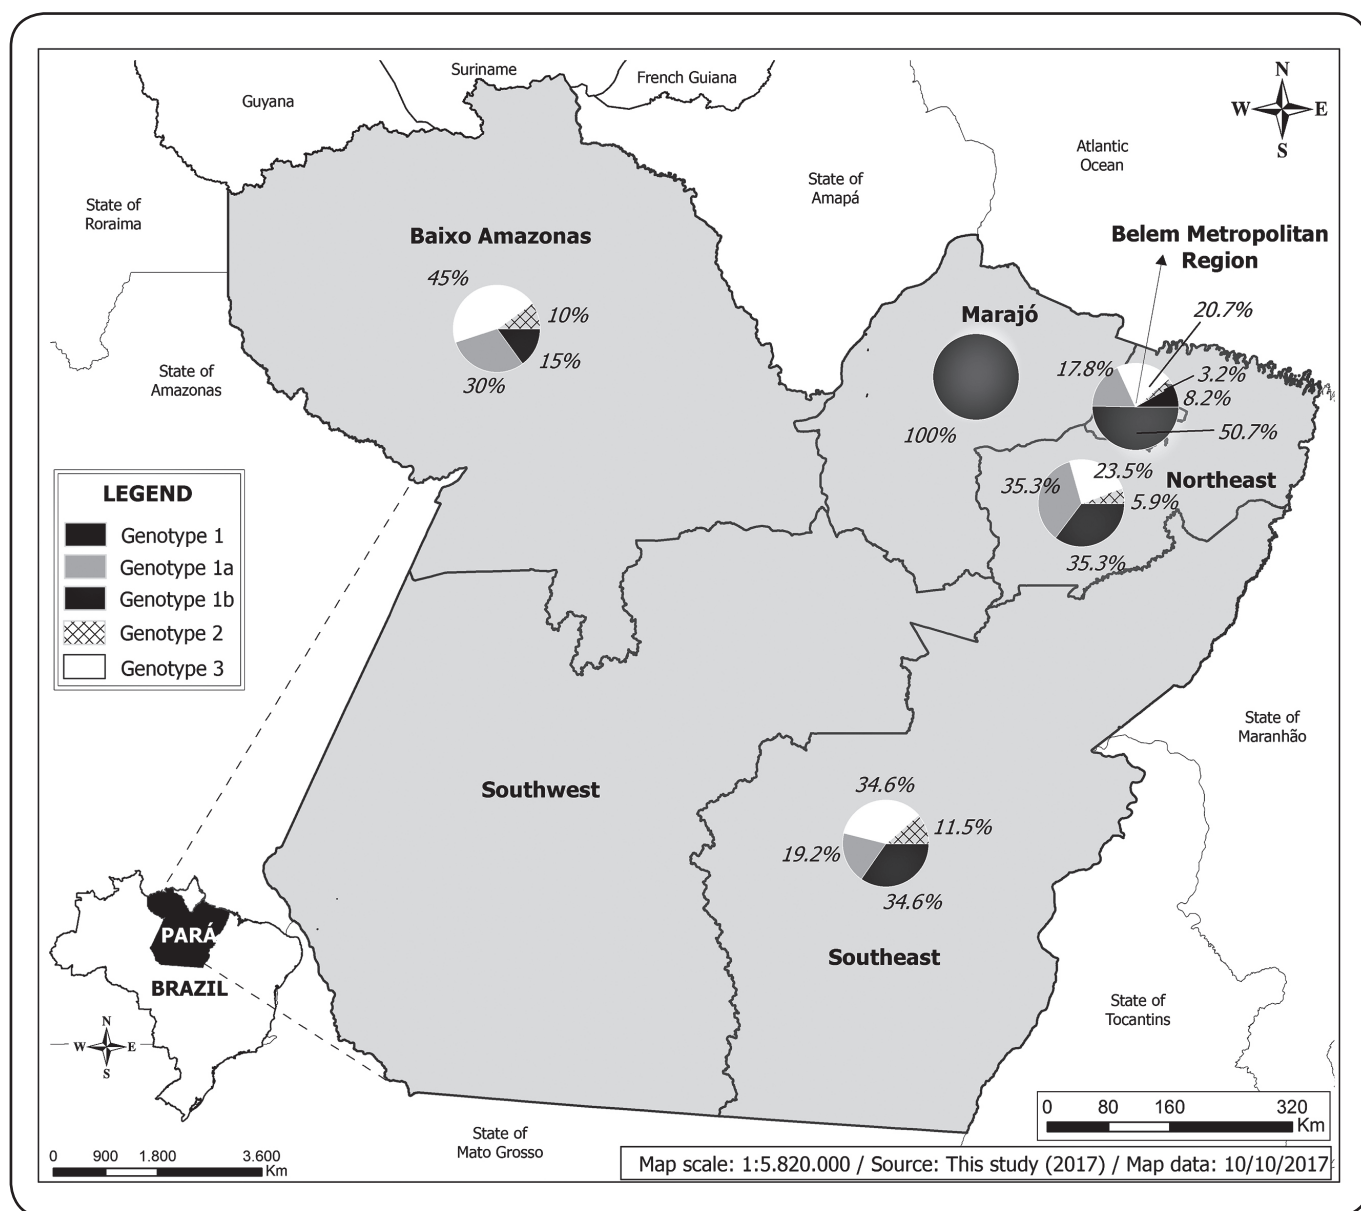 Suriname
French Guiana
Guyana
N
W E
S
Atlantic
Ocean
State of
Amapá
State of
Roraima
Baixo Amazonas
45%
10%
15%
30%
Belem Metropolitan
Region
20.7%
Marajó
17.8%
3.2%
8.2%
50.7%
100%
State of
Amazonas
23.5%
35.3%
5.9%
35.3%
Northeast
LEGEND
Genotype 1
Genotype 1a
Genotype 1b
Genotype 2
Genotype 3
State of
Maranhão
Southwest
34.6%
11.5%
19.2%
34.6%
Southeast
PARÁ
BRAZIL
N
W E
S
State of
Tocantins
0 80 160 320
Km
State of
Mato Grosso
0 900 1.800 3.600
Km
Map scale: 1:5.820.000 / Source: This study (2017) / Map data: 10/10/2017